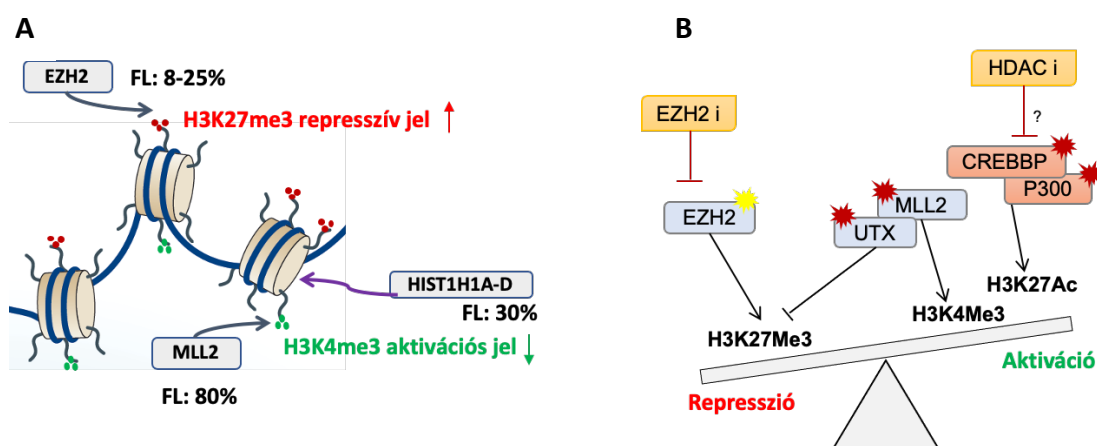 A
EZH2
FL: 8-25%
H3K27me3 represszív jel
HIST1H1A-D
FL: 30%
MLL2
H3K4me3 aktivációs jel
FL: 80%
B
HDAC i
EZH2 i
?
CREBBP
P300
EZH2
MLL2
UTX
H3K27Ac
H3K4Me3
H3K27Me3
Aktiváció
Represszió